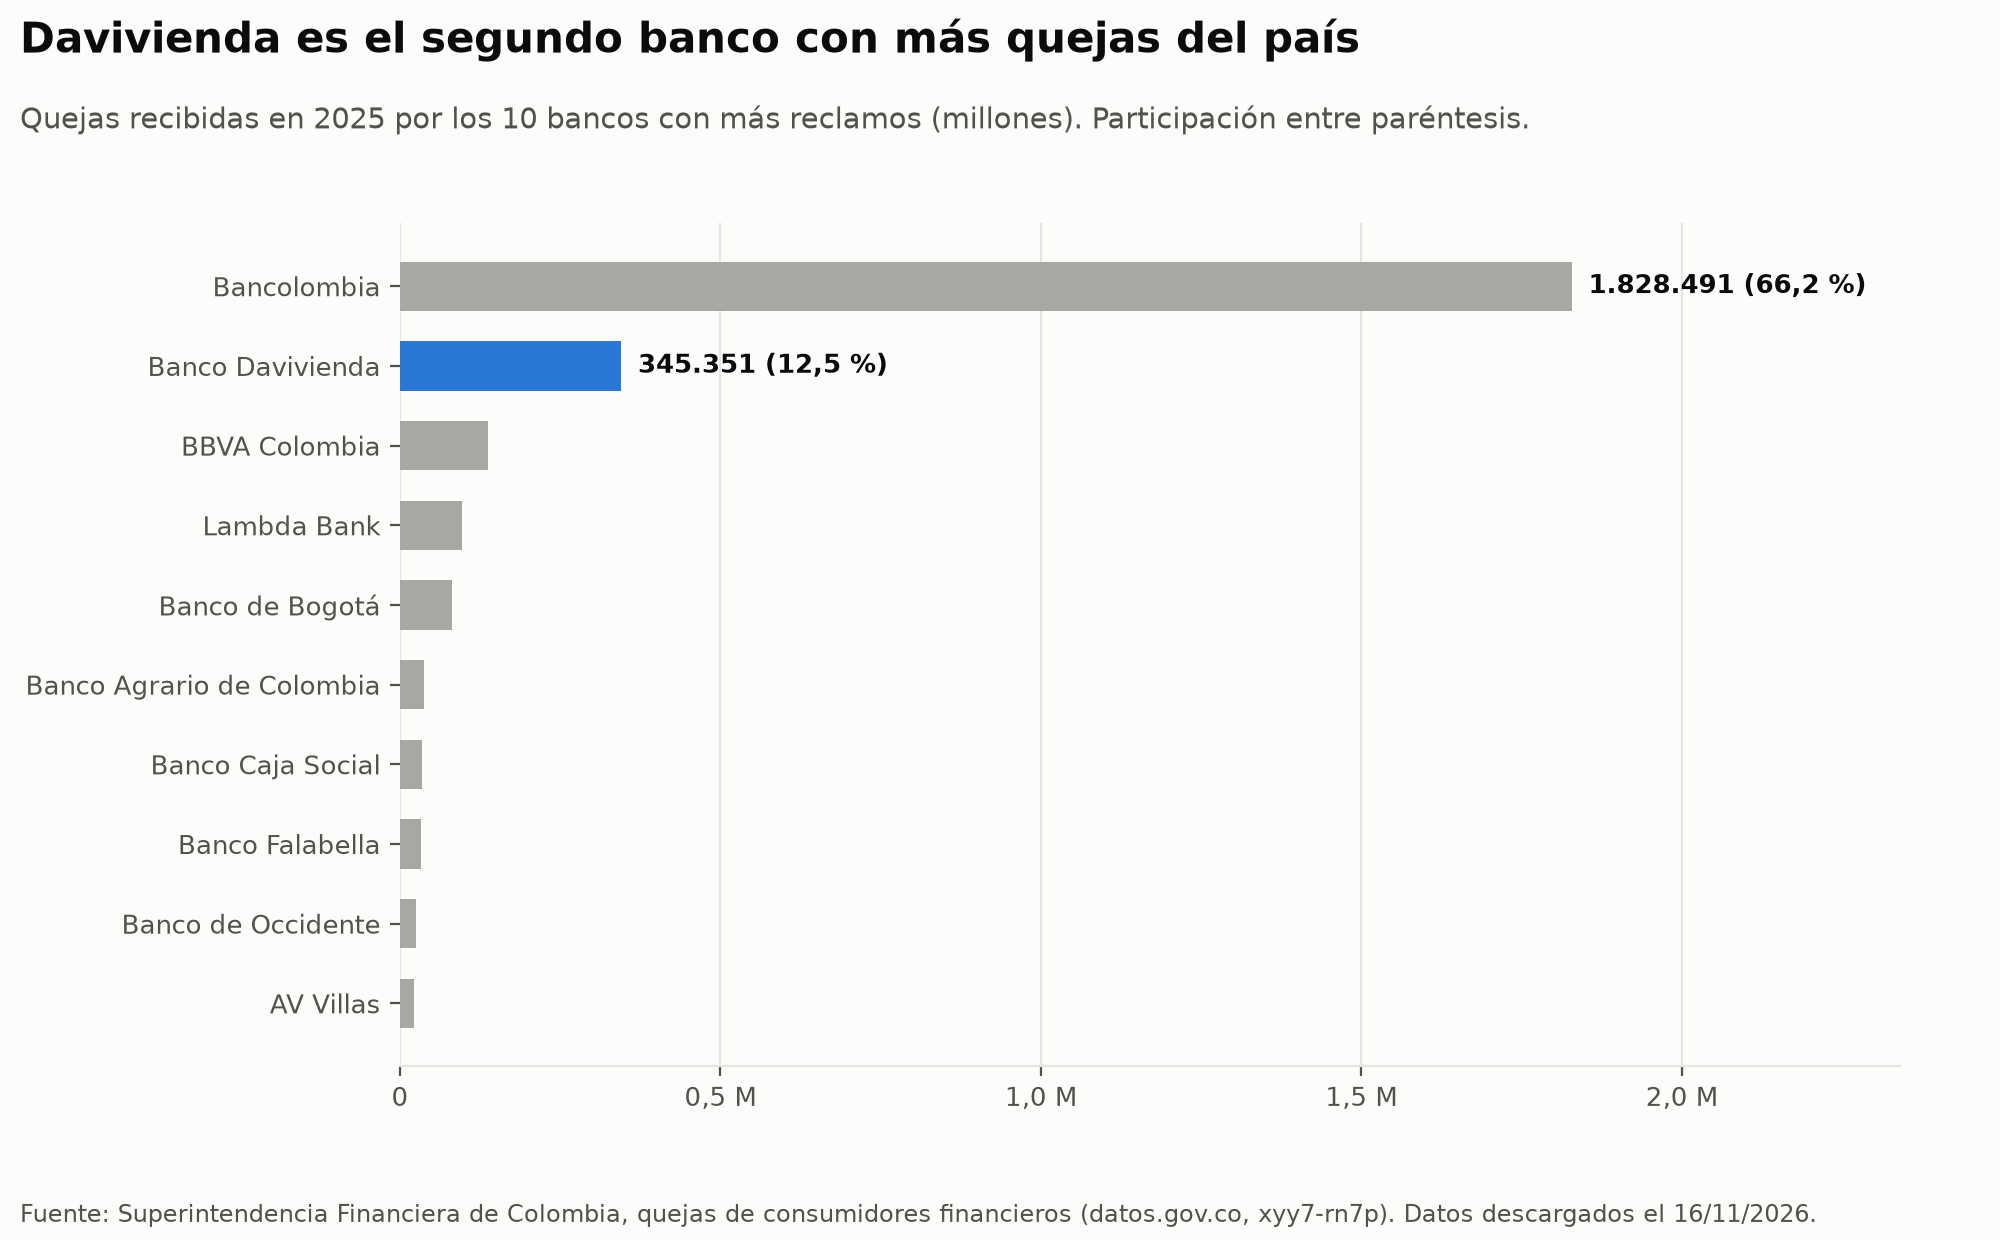 Davivienda es el segundo banco con más quejas del país
Quejas recibidas en 2025 por los 10 bancos con más reclamos (millones). Participación entre paréntesis.
Bancolombia
1.828.491 (66,2 %)
Banco Davivienda
345.351 (12,5 %)
BBVA Colombia
Lambda Bank
Banco de Bogotá
Banco Agrario de Colombia
Banco Caja Social
Banco Falabella
Banco de Occidente
AV Villas
0
0,5 M
1,0 M
1,5 M
2,0 M
Fuente: Superintendencia Financiera de Colombia, quejas de consumidores financieros (datos.gov.co, xyy7-rn7p). Datos descargados el 16/11/2026.